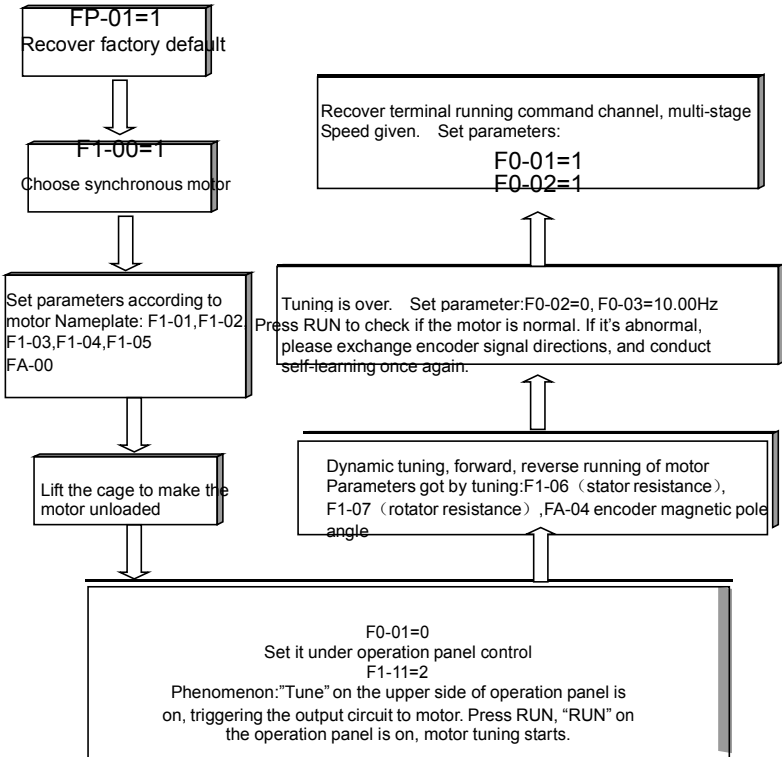 FP-01=1
Recover factory default
F1-00=1
Choose synchronous motor
Set parameters according to
motor Nameplate: F1-01,F1-02,
F1-03,F1-04,F1-05
FA-00
Lift the cage to make the
motor unloaded
F0-01=0
Set it under operation panel control
F1-11=2
Phenomenon:”Tune” on the upper side of operation panel is
on, triggering the output circuit to motor. Press RUN, “RUN” on
the operation panel is on, motor tuning starts.
Dynamic tuning, forward, reverse running of motor
Parameters got by tuning:F1-06（stator resistance）,
F1-07（rotator resistance）,FA-04 encoder magnetic pole
angle
Tuning is over. Set parameter:F0-02=0, F0-03=10.00Hz
Press RUN to check if the motor is normal. If it’s abnormal,
please exchange encoder signal directions, and conduct
self-learning once again.
Recover terminal running command channel, multi-stage
Speed given. Set parameters:
F0-01=1
F0-02=1